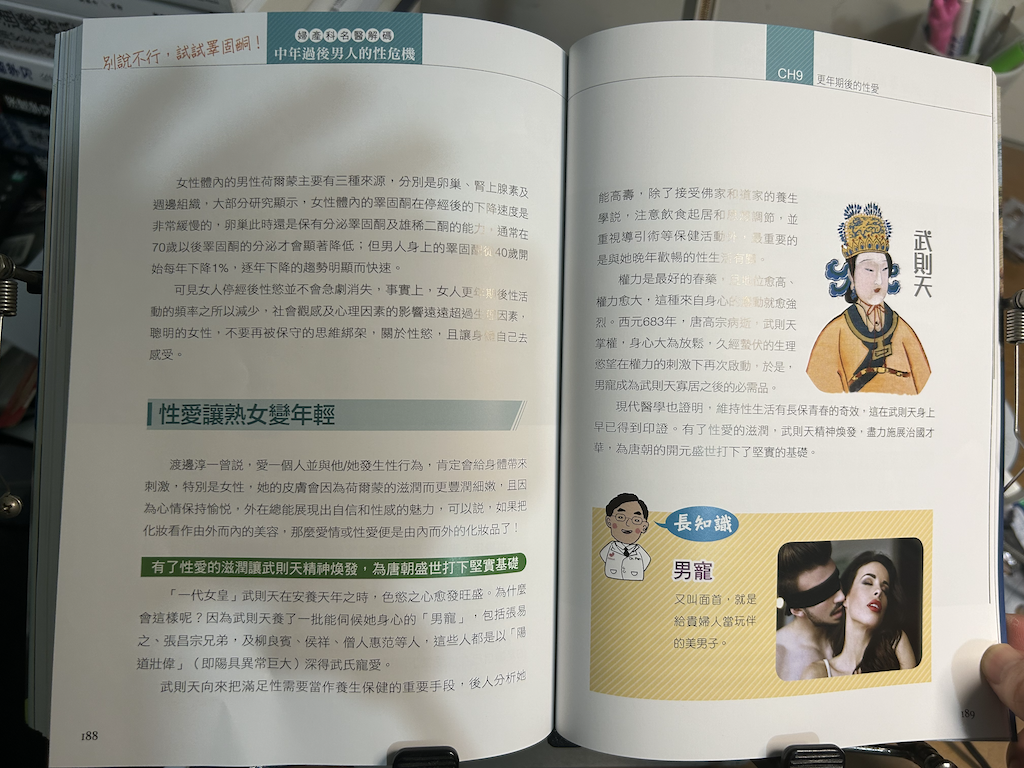 別說不行，試試睪固酮！
婦產科名醫解碼
中年過後男人的性危機
女性體內的男性荷爾蒙主要有三種來源，分別是卵巢、腎上腺素及
週邊組織，大部分研究顯示，女性體內的睪固酮在停經後的下降速度是
非常緩慢的，卵巢此時還是保有分泌睪固酮及雄稀二酮的能力，通常在
70歲以後睪固酮的分泌才會顯著降低；但男人身上的睪固酮從40歲開
始每年下降1%，逐年下降的趨勢明顯而快速。
可見女人停經後性慾並不會急劇消失，事實上，女人更年期後性活
動的頻率之所以減少，社會觀感及心理因素的影響遠遠超過生理因素，
聰明的女性，不要再被保守的思維綁架，關於性慾，且讓身體自己去
感受。
性愛讓熟女變年輕
渡邊淳一曾說，愛一個人並與他/她發生性行為，肯定會給身體帶來
刺激，特別是女性，她的皮膚會因為荷爾蒙的滋潤而更豐潤細嫩，且因
為心情保持愉悅，外在總能展現出自信和性感的魅力，可以說，如果把
化妝看作由外而內的美容，那麼愛情或性愛便是由內而外的化妝品了！
有了性愛的滋潤讓武則天精神煥發，為唐朝盛世打下堅實基礎
「一代女皇」武則天在安養天年之時，色慾之心愈發旺盛。為什麼
會這樣呢？因為武則天養了一批能伺候她身心的「男寵」，包括張易
之、張昌宗兄弟，及柳良賓、侯祥、僧人惠范等人，這些人都是以「陽
道壯偉」（即陽具異常巨大）深得武氏寵愛。
武則天向來把滿足性需要當作養生保健的重要手段，後人分析她
188
CH9
更年期後的性愛
能高壽，除了接受佛家和道家的養生
學說，注意飲食起居和調節，並
重視導引術等保健活動，最重要的
是與她晚年歡暢的性生活有關。
權力是最好的春藥，地位愈高、
權力愈大，這種來自身心的動就愈強
烈。西元683年，唐高宗病逝，武則天
掌權，身心大為放鬆，久經蟄伏的生理
慾望在權力的刺激下再次啟動，於是，
男寵成為武則天寡居之後的必需品。
現代醫學也證明，維持性生活有長保青春的奇效，這在武則天身上
早已得到印證。有了性愛的滋潤，武則天精神煥發，盡力施展治國才
華，為唐朝的開元盛世打下了堅實的基礎。
武則天
長知識
男寵
又叫面首，就是
給貴婦人當玩伴
的美男子。
189